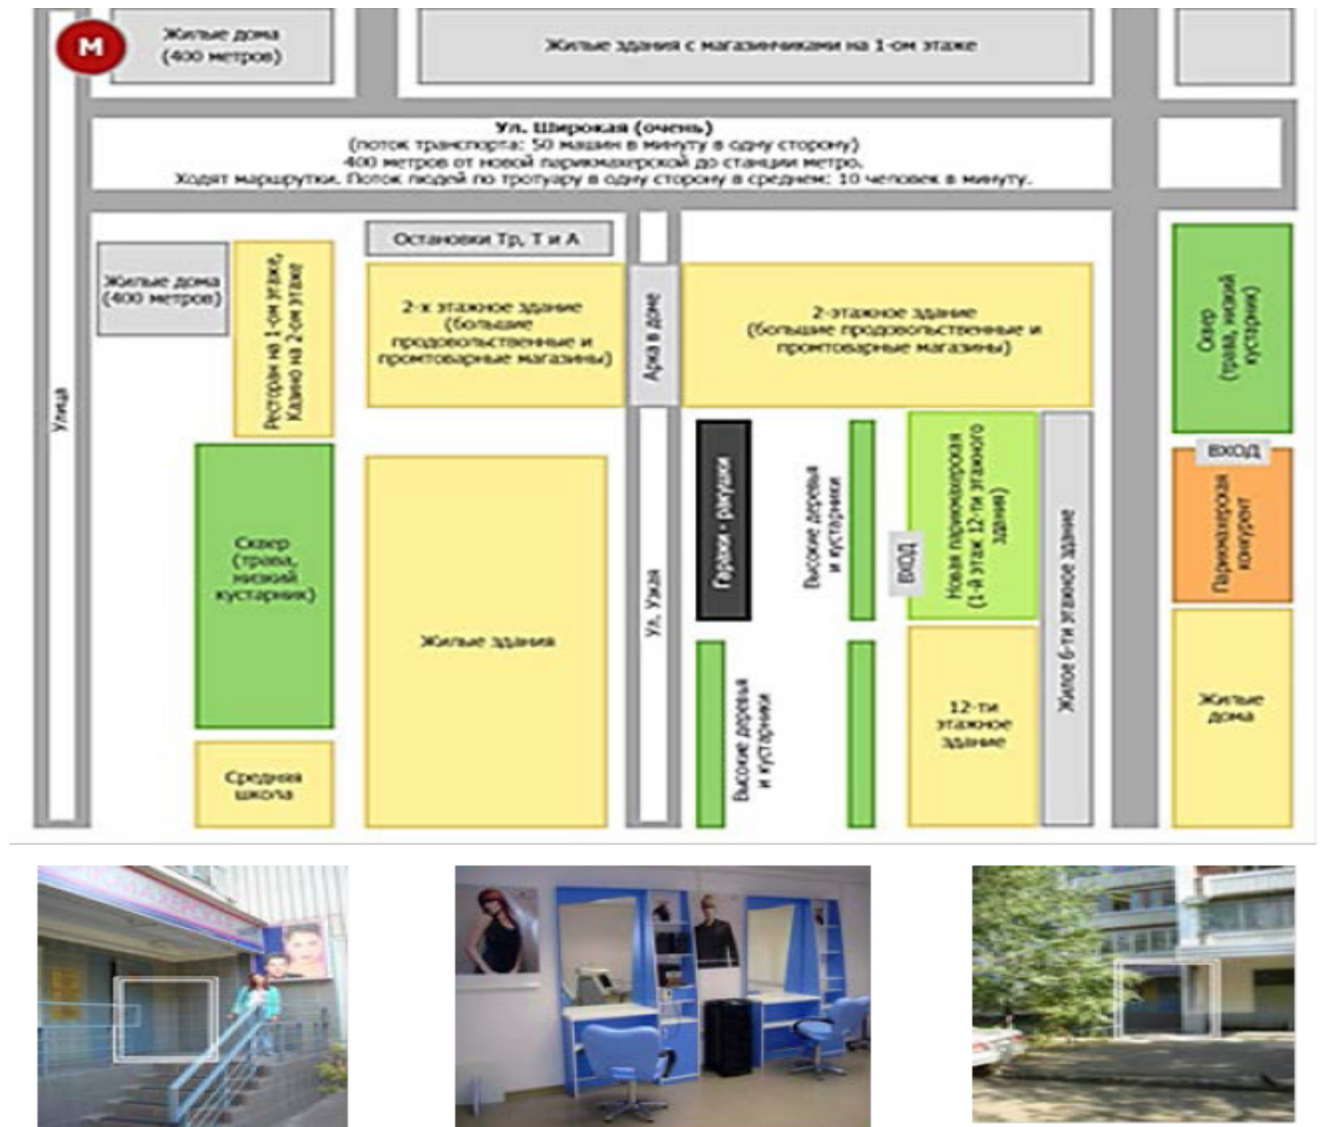 М
Жилые дома
(400 метров)
Жилые здания с магазинчиками на 1-ом этаже
Ул. Широкая (очень)
(поток транспорта: 50 машин в минуту в одну сторону)
400 метров от новой парикмахерской до станции метро.
Ходят маршрутки. Поток людей по тротуару в одну сторону в среднем: 10 человек в минуту.
Остановки Тр, Т и А
Жилые дома
(400 метров)
Ресторан на 1-ом этаже,
Казино на 2-ом этаже
2-х этажное здание
(большие
продовольственные и
промтоварные магазины)
Арка в доме
2-этажное здание
(большие продовольственные и
промтоварные магазины)
Сквер
(трава, низкий
кустарник)
Улица
Сквер
(трава,
низкий
кустарник)
Жилые здания
Ул. Узкая
Гаражи - ракушки
Высокие деревья
и кустарники
ВХОД
Новая парикмахерская
(1-й этаж 12-ти этажного
здания)
Жилое 6-ти этажное здание
ВХОД
Парикмахерская
конкурент
Средняя
школа
Высокие деревья
и кустарники
12-ти
этажное
здание
Жилые
дома